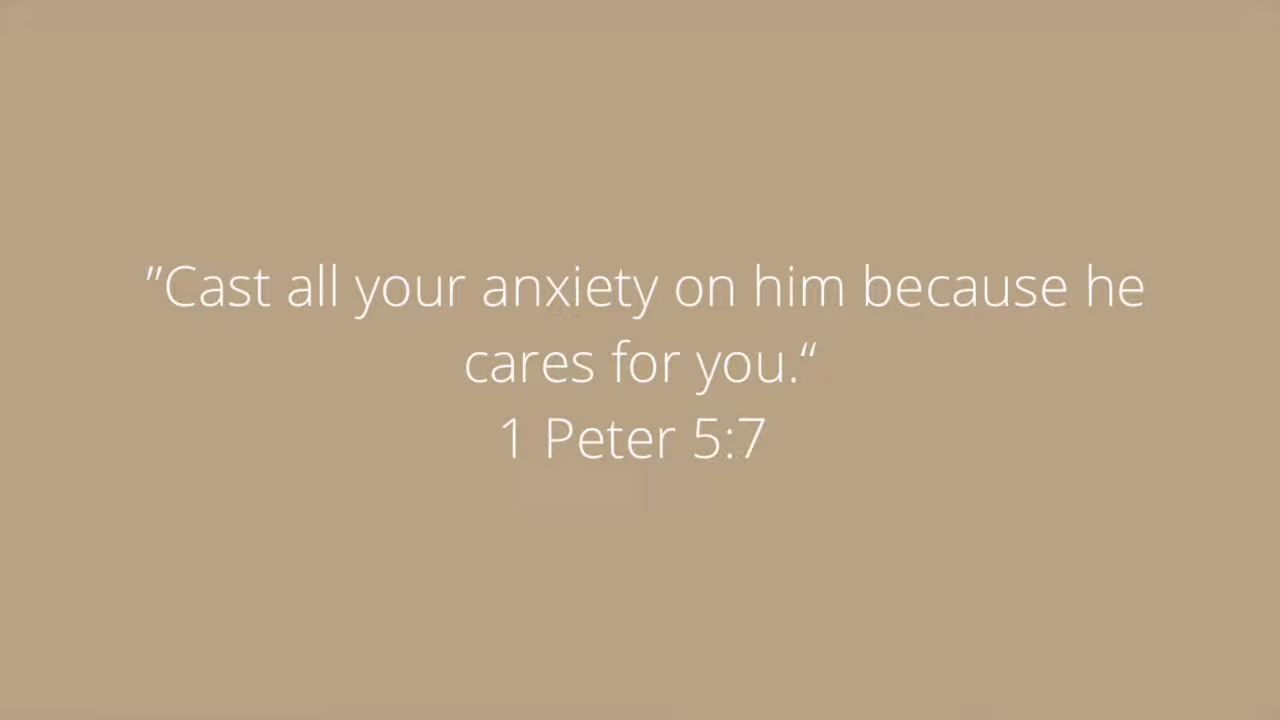 ”Cast all your anxiety on him because he
cares for you.“
1 Peter 5:7